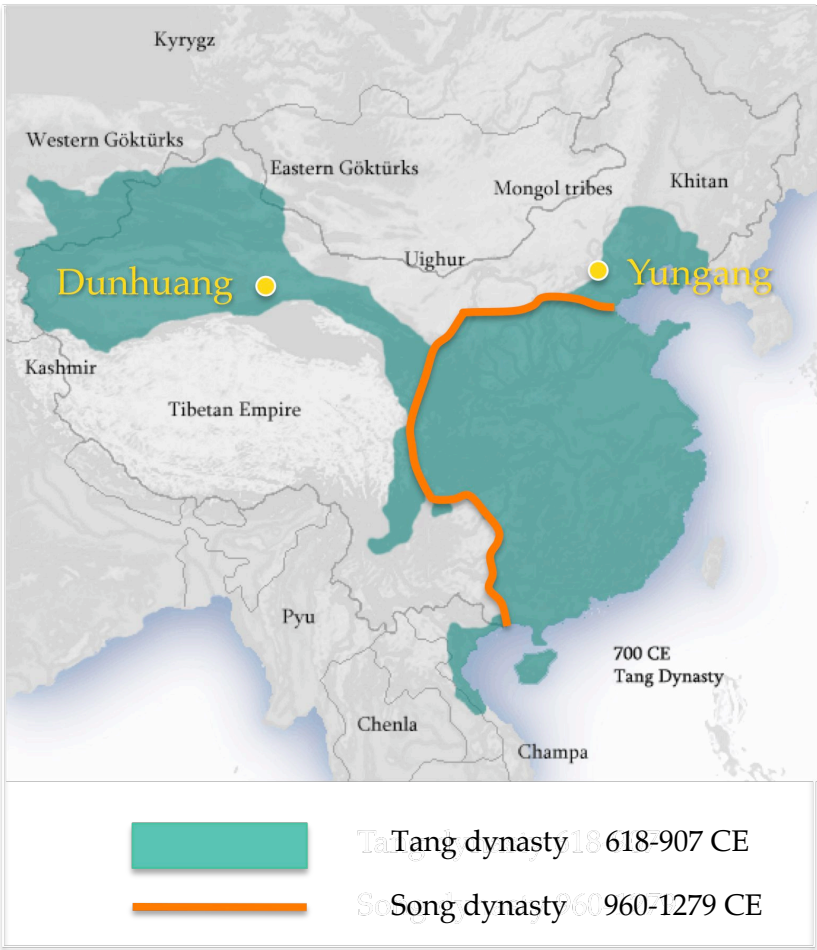 Kyrygz
Western Göktürks
Eastern Göktürks
Mongol tribes
Khitan
Uighur
Dunhuang
Yungang
Kashmir
Tibetan Empire
Pyu
700 CE
Tang Dynasty
Chenla
Champa
Tang dynasty 618-907 CE
Song dynasty 960-1279 CE